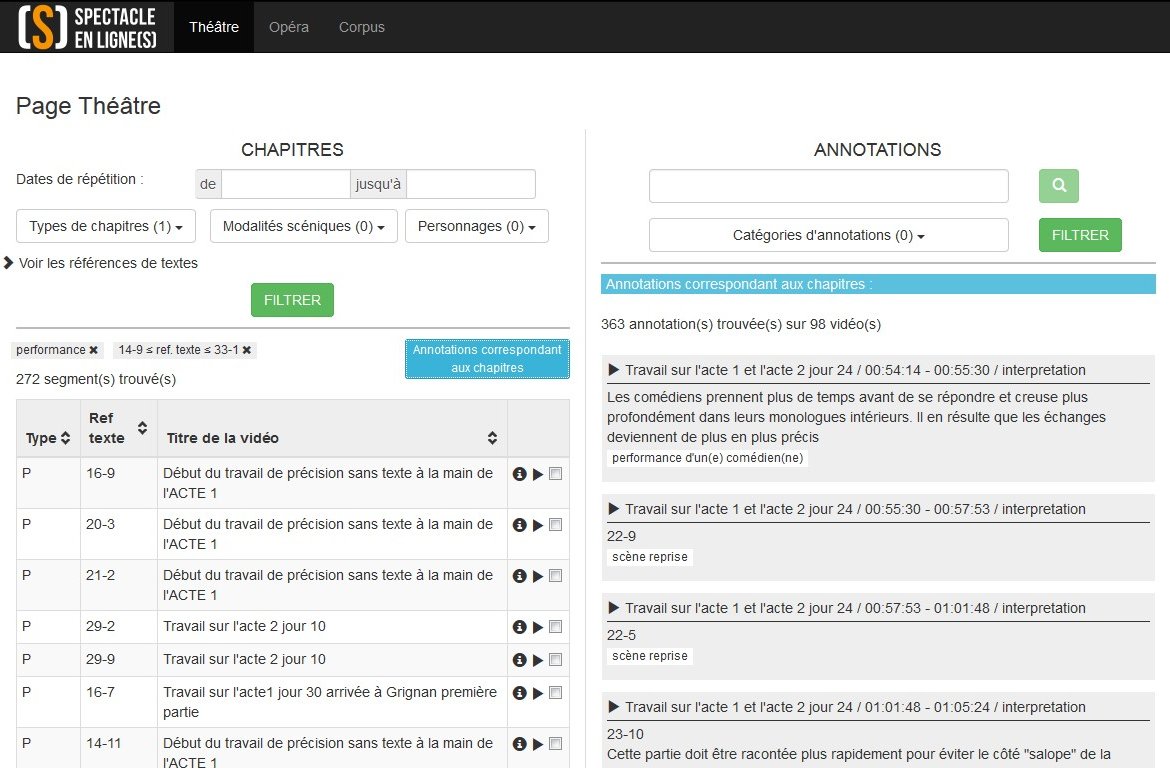 (S) SPECTACLE
EN LIGNE(S)
Théâtre Opéra Corpus
Page Théâtre
CHAPITRES
Dates de répétition : de jusqu'à
Types de chapitres (1) Modalités scéniques (0) Personnages (0)
Voir les références de textes
FILTRER
performance ✖ 14-9 ≤ ref. texte ≤ 33-1 ✖
Annotations correspondant
aux chapitres
272 segment(s) trouvé(s)
Type Ref texte Titre de la vidéo
P 16-9 Début du travail de précision sans texte à la main de
l'ACTE 1
P 20-3 Début du travail de précision sans texte à la main de
l'ACTE 1
P 21-2 Début du travail de précision sans texte à la main de
l'ACTE 1
P 29-2 Travail sur l'acte 2 jour 10
P 29-9 Travail sur l'acte 2 jour 10
P 16-7 Travail sur l'acte1 jour 30 arrivée à Grignan première
partie
P 14-11 Début du travail de précision sans texte à la main de
l'ACTE 1
ANNOTATIONS
Catégories d'annotations (0) FILTRER
Annotations correspondant aux chapitres :
363 annotation(s) trouvée(s) sur 98 vidéo(s)
Travail sur l'acte 1 et l'acte 2 jour 24 / 00:54:14 - 00:55:30 / interpretation
Les comédiens prennent plus de temps avant de se répondre et creuse plus
profondément dans leurs monologues intérieurs. Il en résulte que les échanges
deviennent de plus en plus précis
performance d'un(e) comédien(ne)
Travail sur l'acte 1 et l'acte 2 jour 24 / 00:55:30 - 00:57:53 / interpretation
22-9
scène reprise
Travail sur l'acte 1 et l'acte 2 jour 24 / 00:57:53 - 01:01:48 / interpretation
22-5
scène reprise
Travail sur l'acte 1 et l'acte 2 jour 24 / 01:01:48 - 01:05:24 / interpretation
23-10
Cette partie doit être racontée plus rapidement pour éviter le côté "salope" de la